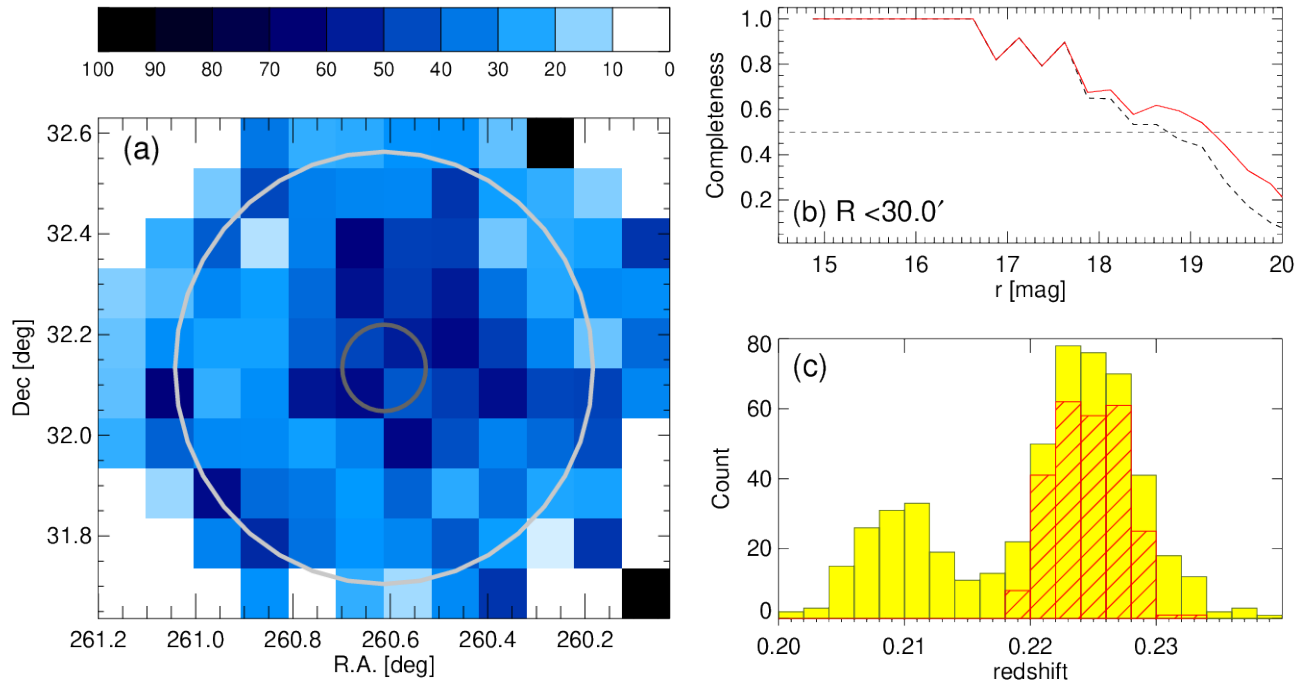 100 90 80 70 60 50 40 30 20 10 0
(a)
32.6
32.4
32.2
32.0
31.8
Dec [deg]
261.2 261.0 260.8 260.6 260.4 260.2
R.A. [deg]
1.0
0.8
0.6
0.4
0.2
Completeness
(b) R <30.0′
15 16 17 18 19 20
r [mag]
80
60
40
20
0
Count
(c)
0.20 0.21 0.22 0.23
redshift